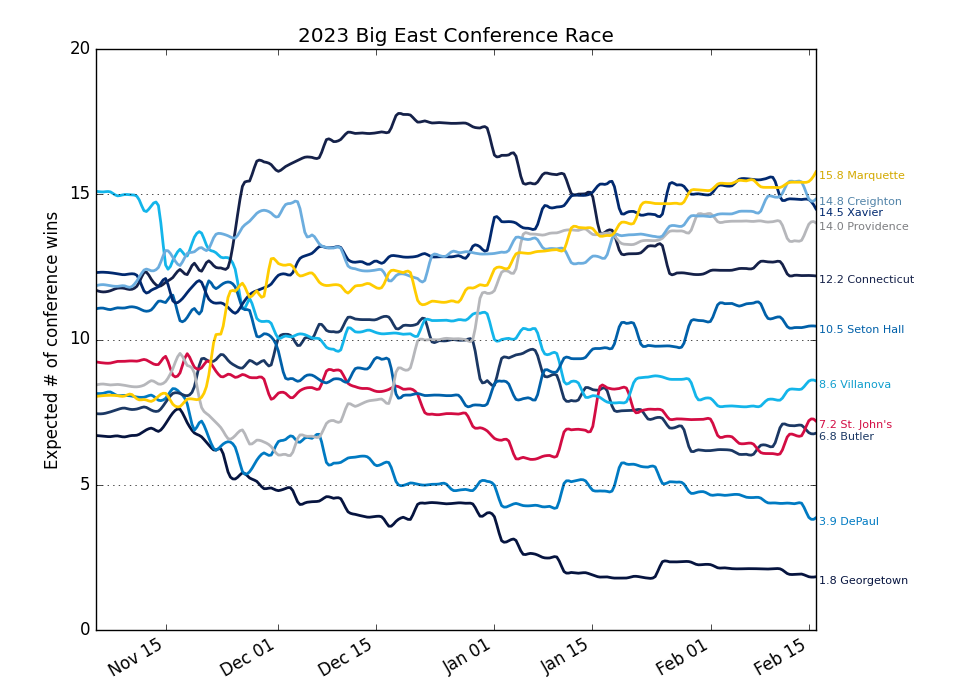 2023 Big East Conference Race
Expected # of conference wins
20
15
10
5
0
15.8 Marquette
14.8 Creighton
14.5 Xavier
14.0 Providence
12.2 Connecticut
10.5 Seton Hall
8.6 Villanova
7.2 St. John's
6.8 Butler
3.9 DePaul
1.8 Georgetown
Nov 15
Dec 01
Dec 15
Jan 01
Jan 15
Feb 01
Feb 15